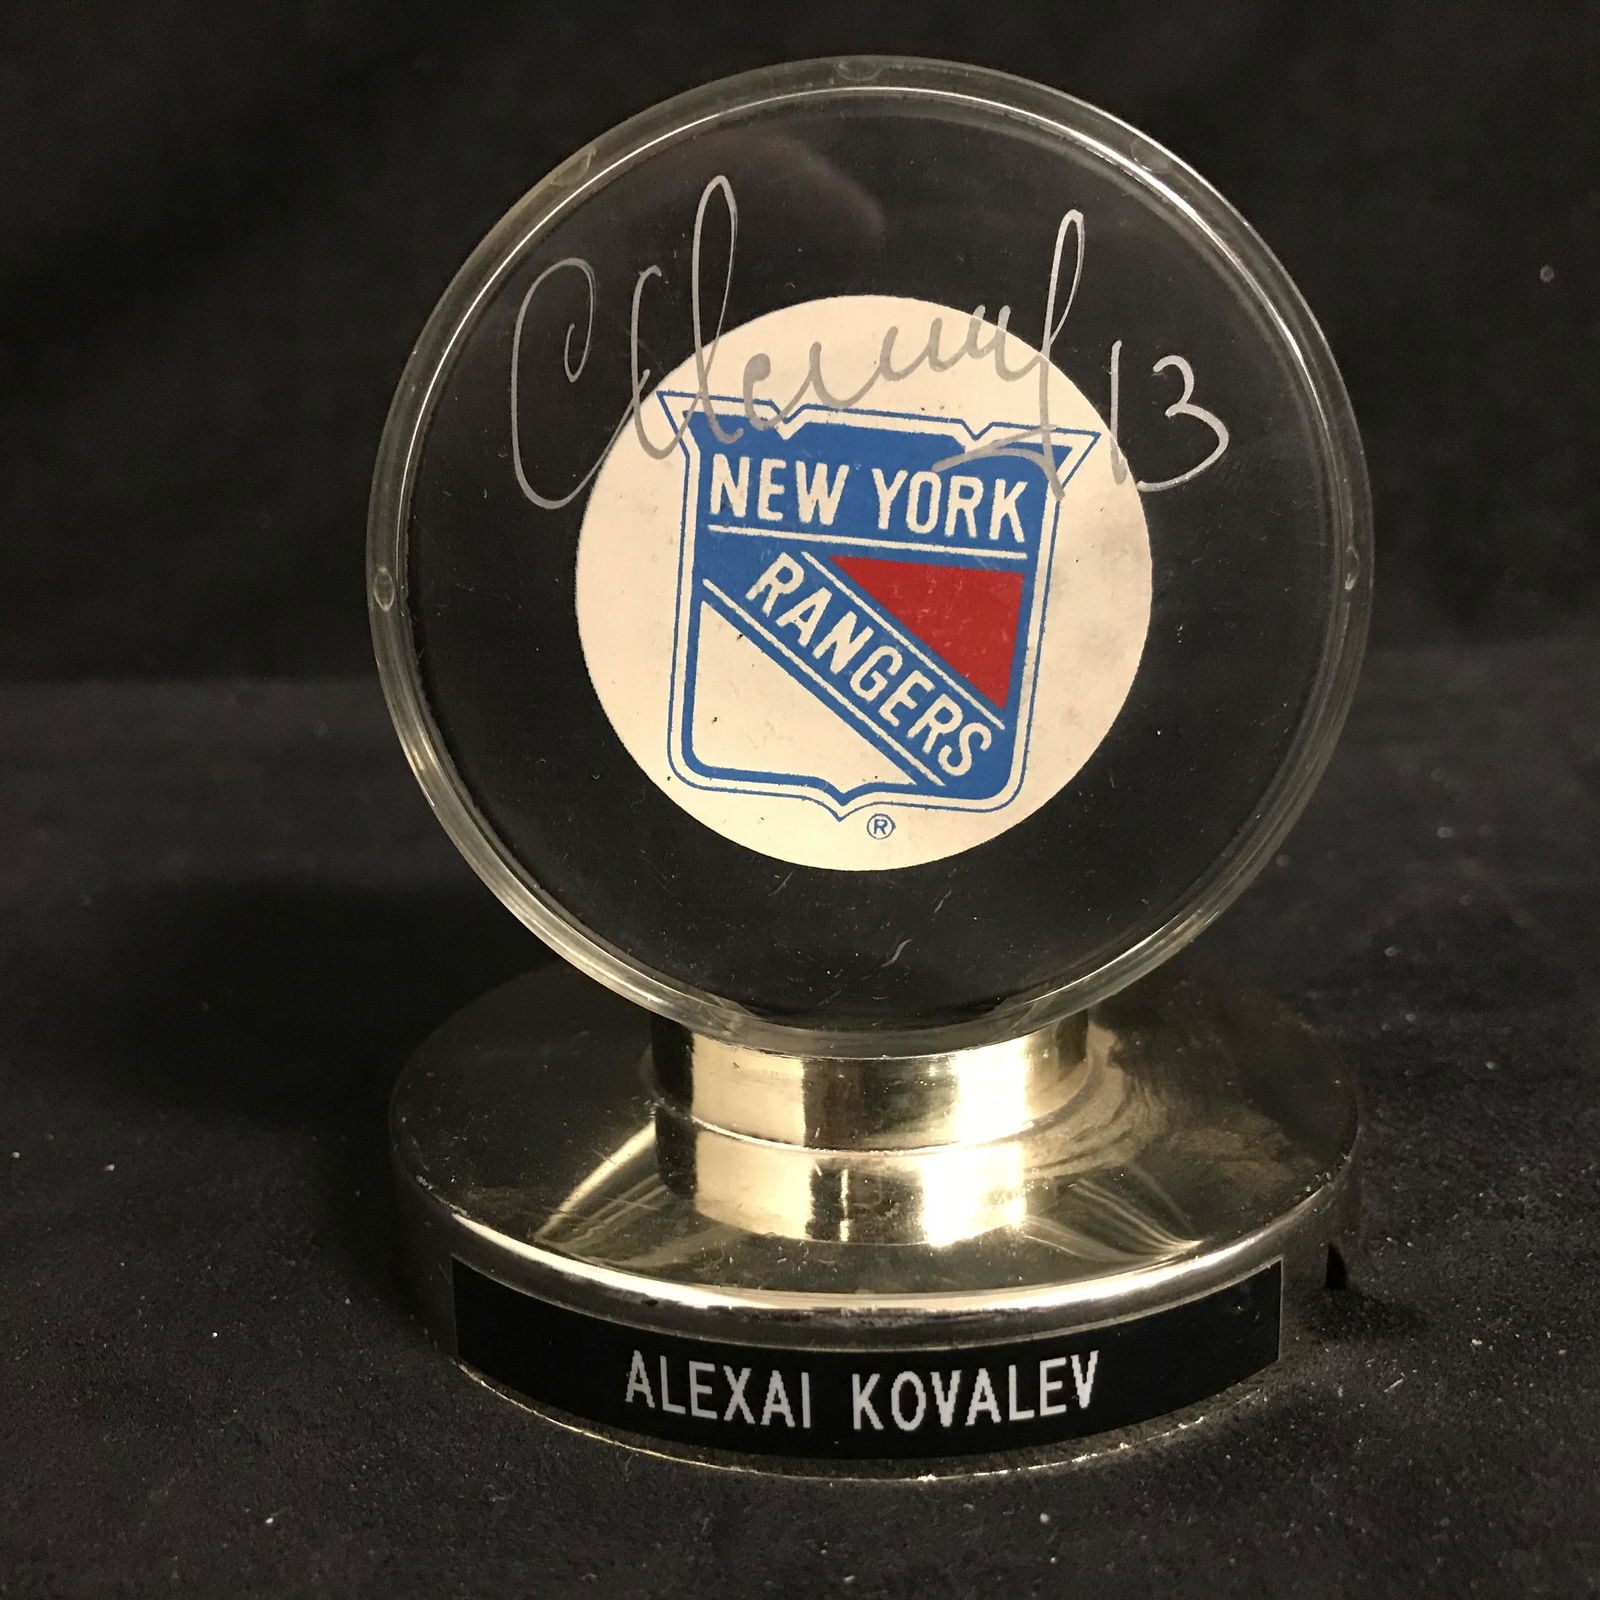 13
NEW YORK
RANGERS
®
ALEXAI KOVALEV